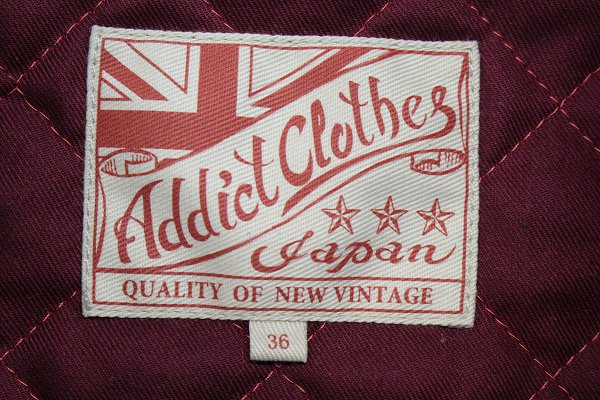 Addict Clothes
Japan
QUALITY OF NEW VINTAGE
36